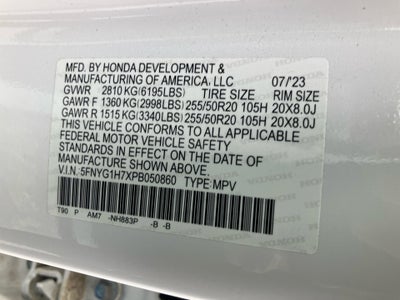 MFD. BY HONDA DEVELOPMENT &
MANUFACTURING OF AMERICA, LLC 07/'23
GVWR 2810 KG(6195LBS) TIRE SIZE RIM SIZE
GAWR F 1360 KG(2998LBS) 255/50R20 105H 20X8.0J
GAWR R 1515 KG(3340LBS) 255/50R20 105H 20X8.0J
THIS VEHICLE CONFORMS TO ALL APPLICABLE
FEDERAL MOTOR VEHICLE SAFETY
STANDARDS IN EFFECT ON THE DATE OF
MANUFACTURE SHOWN ABOVE.
V.I.N.: 5FNYG1H7XPB050860 TYPE: MPV
T90 P AM7 -NH883P -B -B